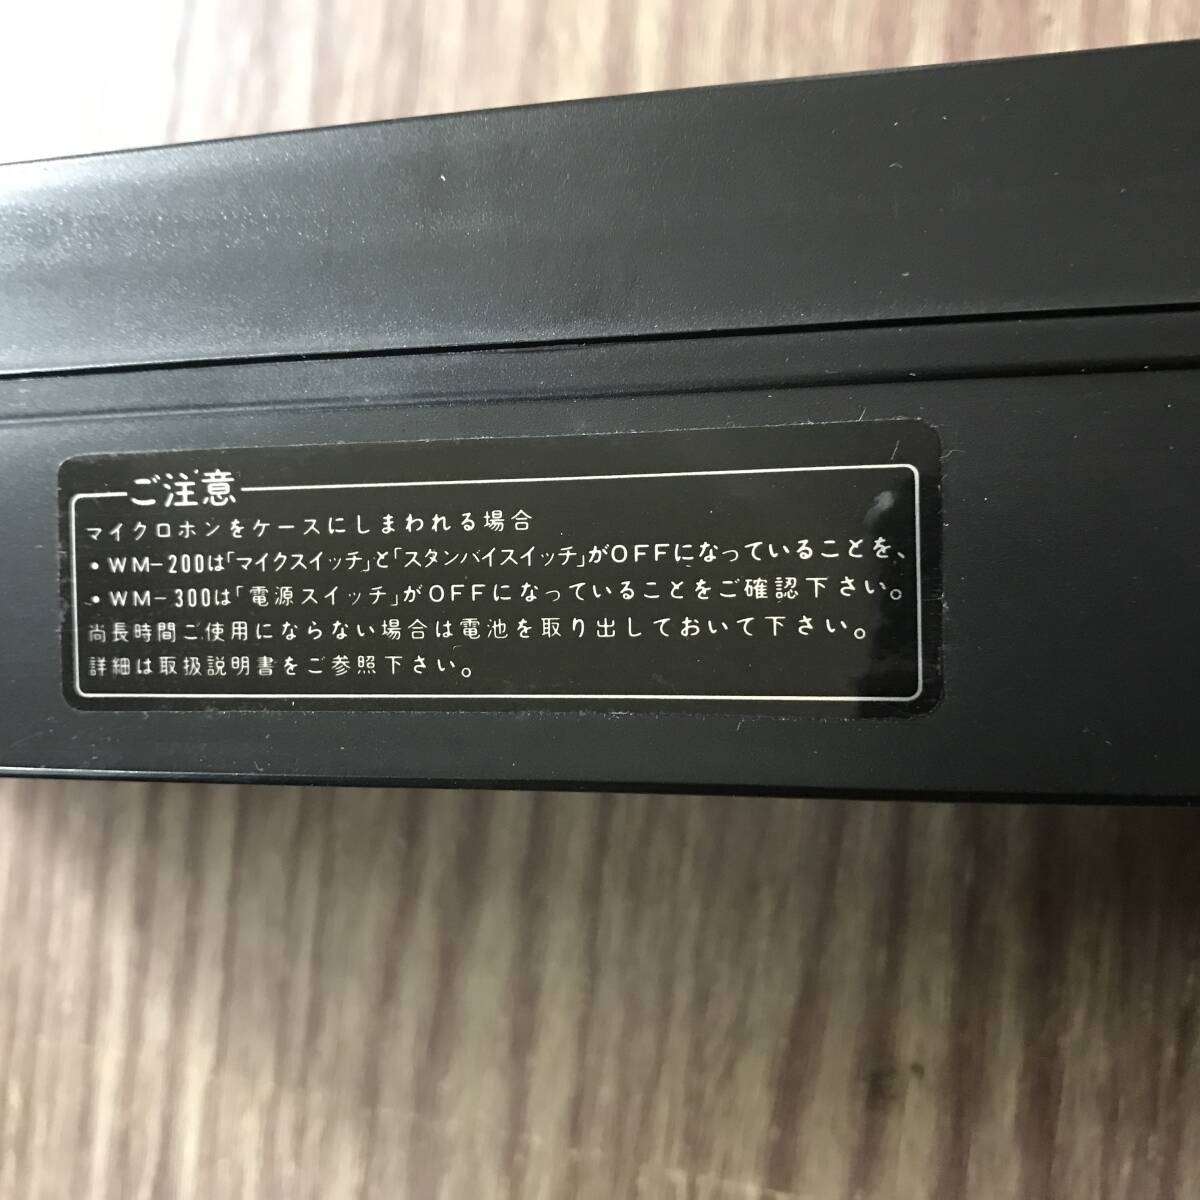 ご注意
マイクロホンをケースにしまわれる場合
・WM-200は「マイクスイッチ」と「スタンバイスイッチ」がOFFになっていることを、
・WM-300は「電源スイッチ」がOFFになっていることをご確認下さい。
尚長時間ご使用にならない場合は電池を取り出しておいて下さい。
詳細は取扱説明書をご参照下さい。